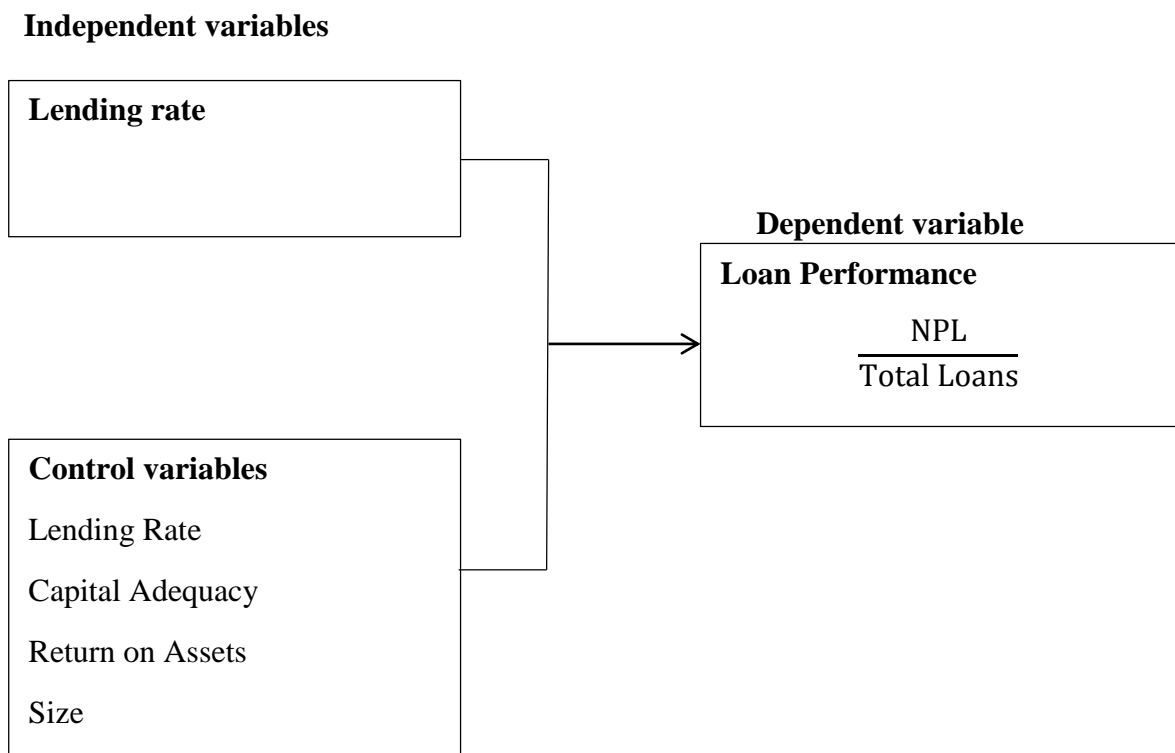 Independent variables
Lending rate
Dependent variable
Loan Performance
NPL
Total Loans
Control variables
Lending Rate
Capital Adequacy
Return on Assets
Size